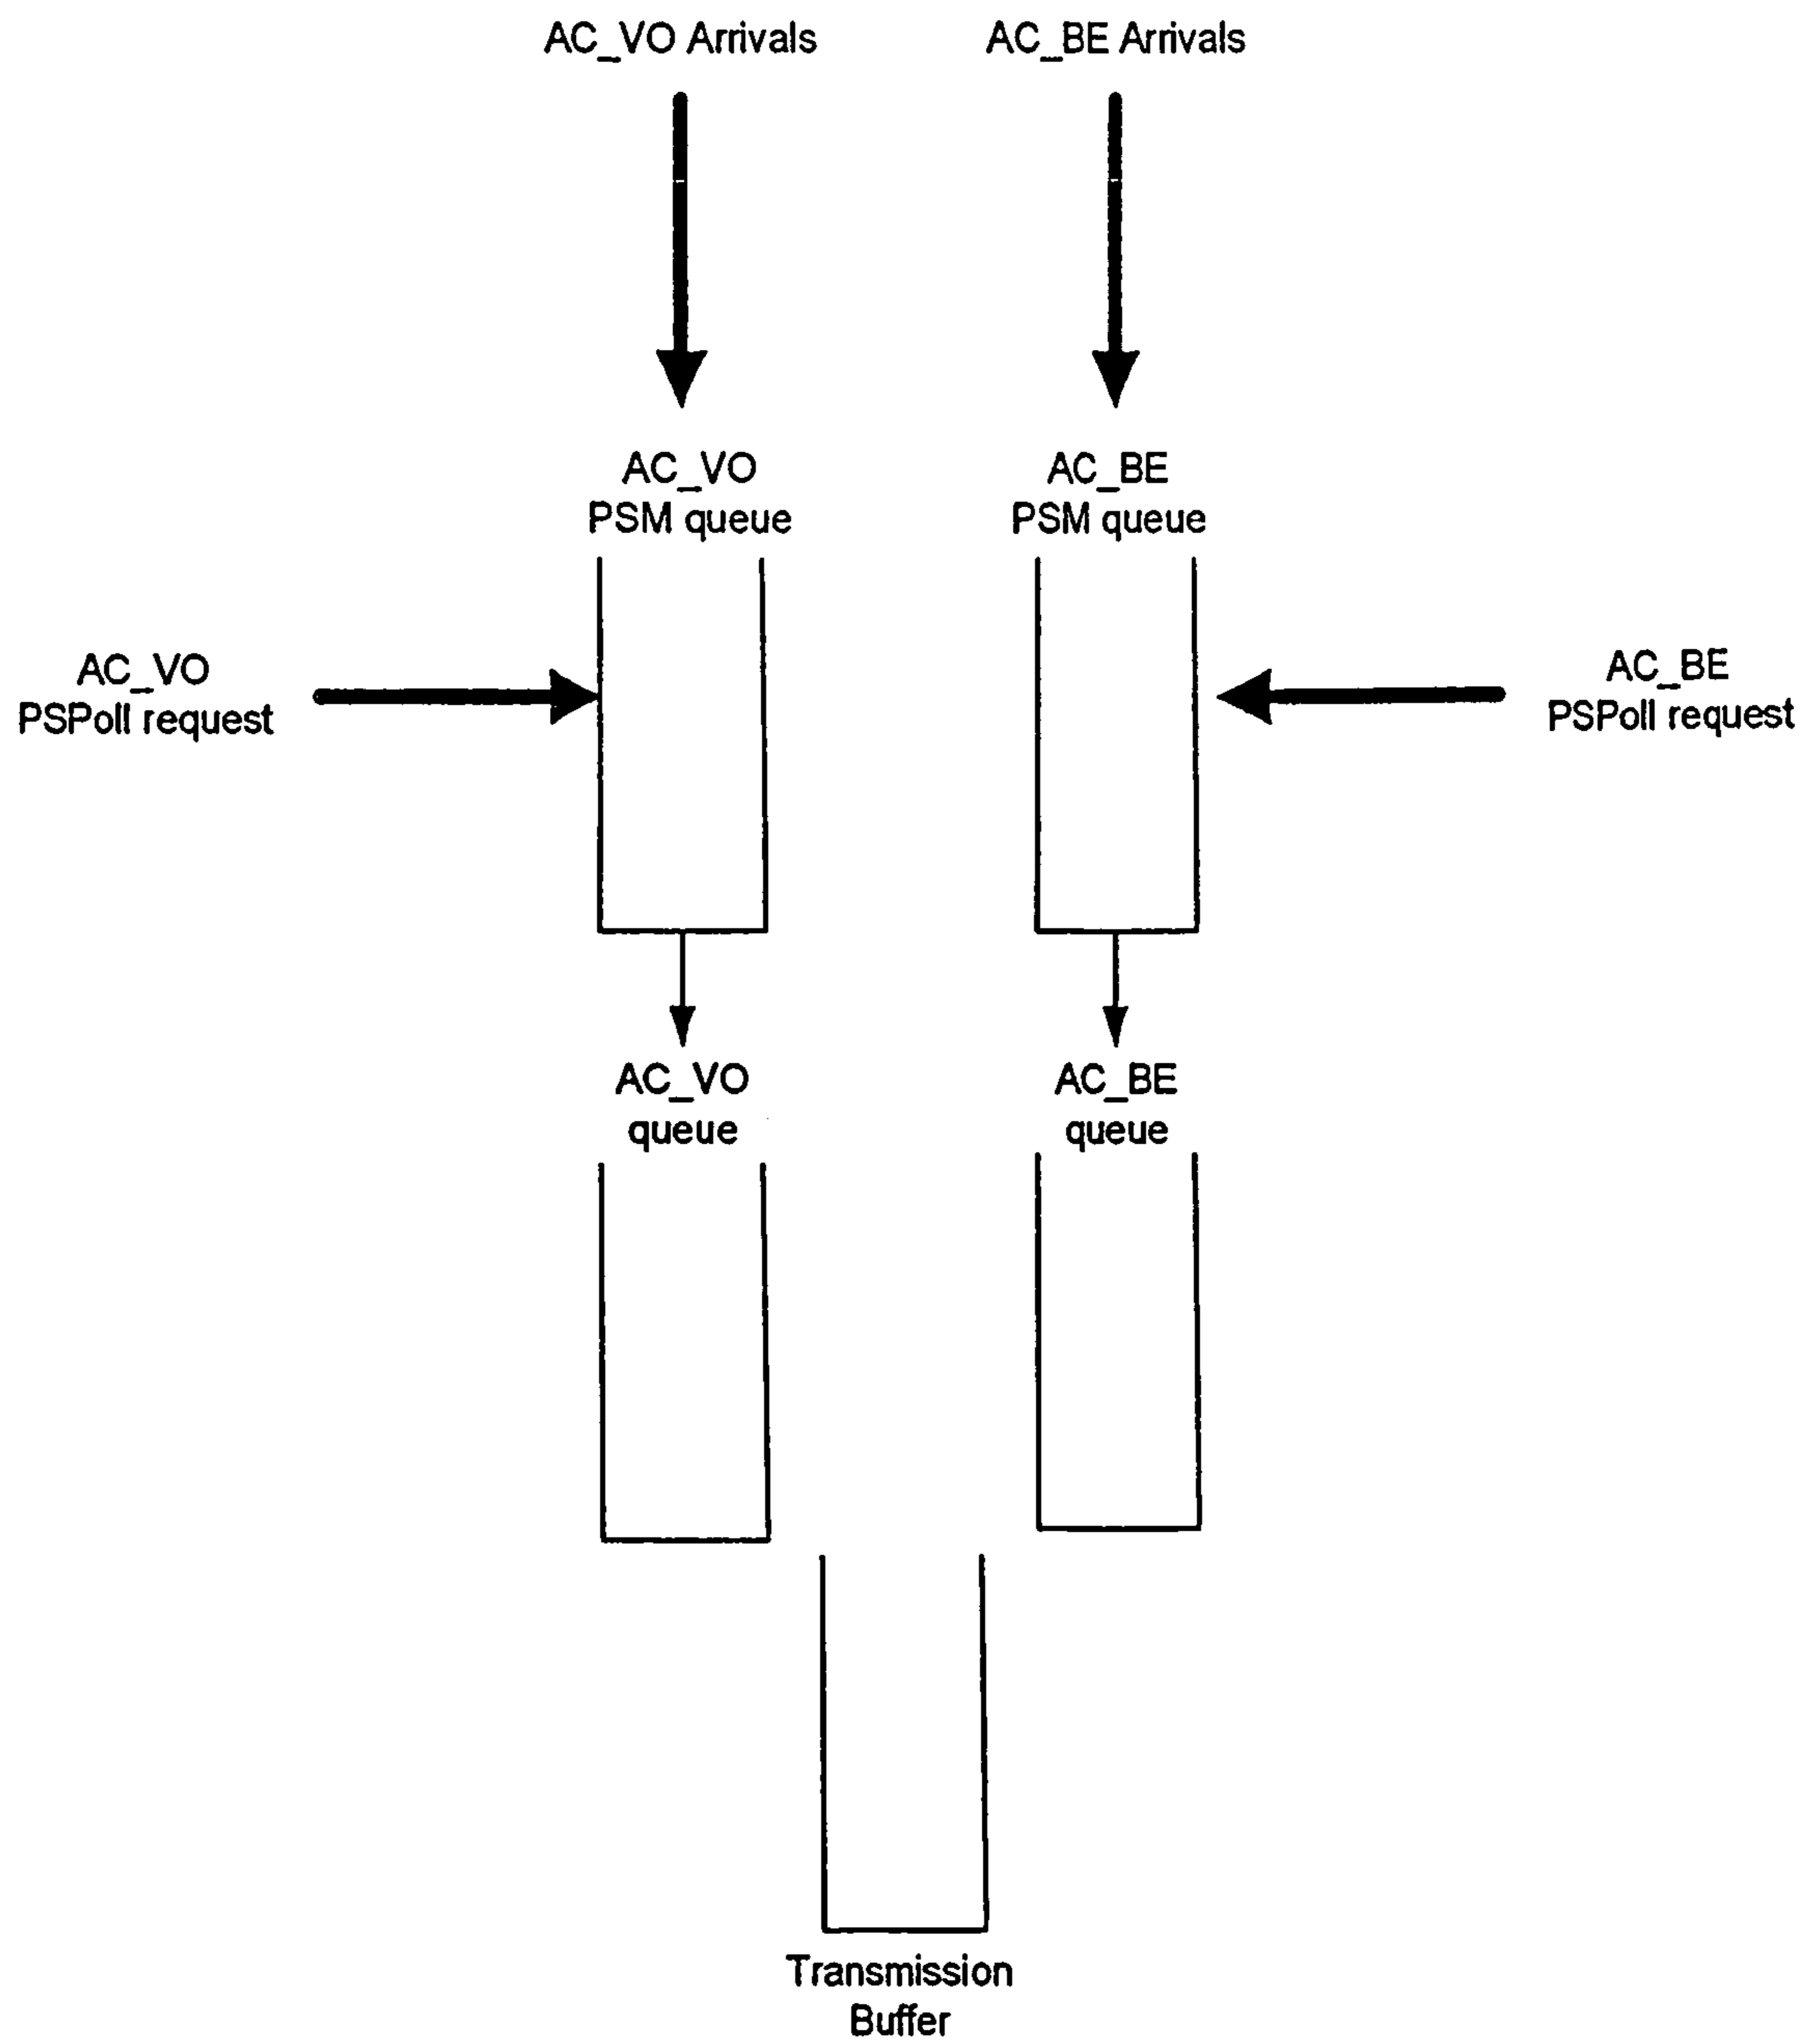 AC_VO Arrivals
AC_BE Arrivals
AC_VO
PSM queue
AC_BE
PSM queue
AC_VO
PSPoll request
AC_BE
PSPoll request
AC_VO
queue
AC_BE
queue
Transmission
Buffer